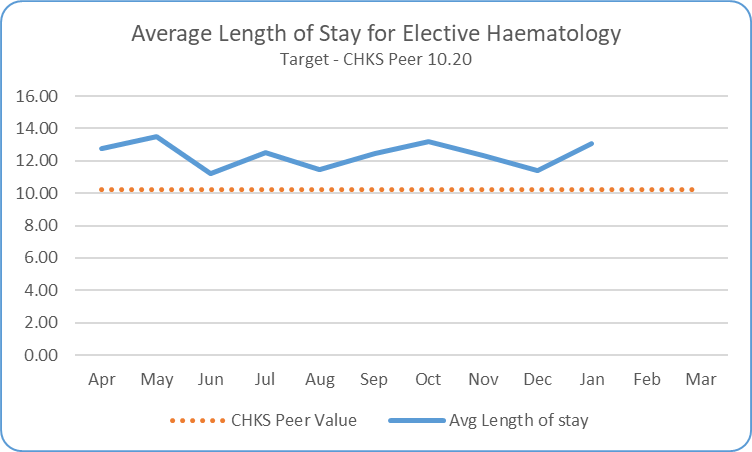 Average Length of Stay for Elective Haematology
Target - CHKS Peer 10.20
16.00
14.00
12.00
10.00
8.00
6.00
4.00
2.00
0.00
Apr May Jun Jul Aug Sep Oct Nov Dec Jan Feb Mar
CHKS Peer Value Avg Length of stay